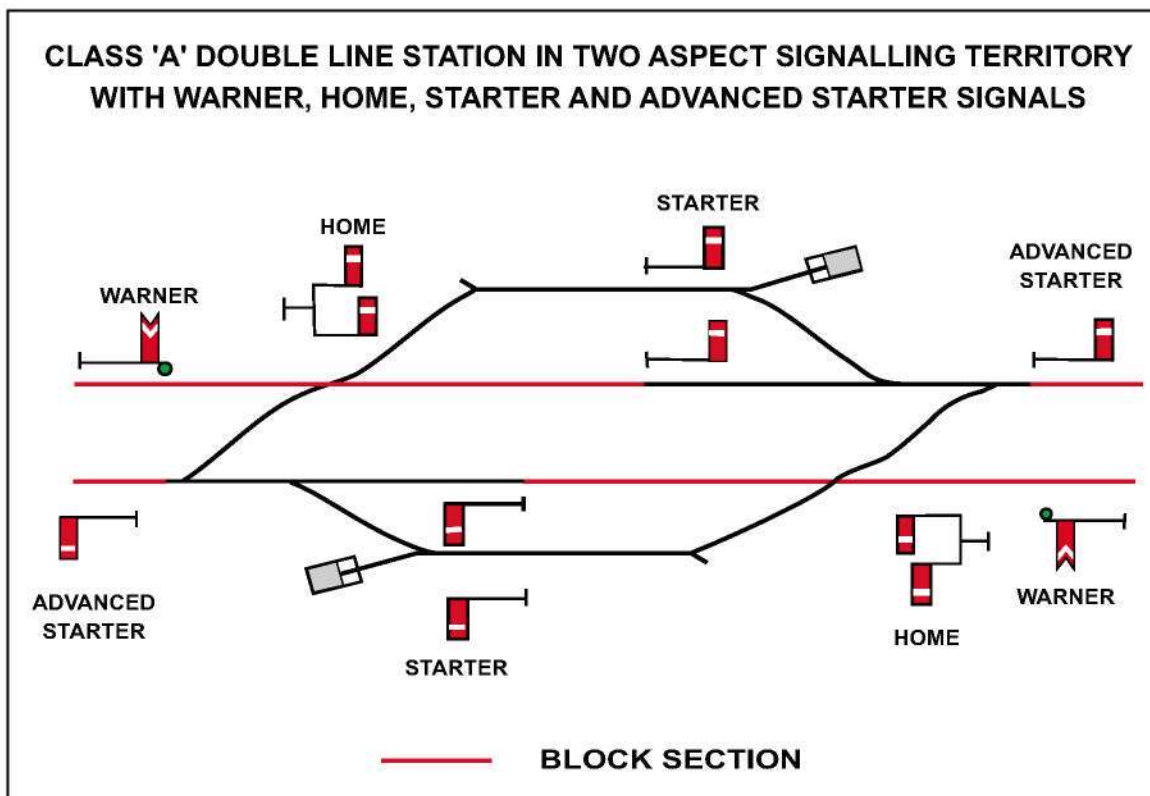 CLASS 'A' DOUBLE LINE STATION IN TWO ASPECT SIGNALLING TERRITORY
WITH WARNER, HOME, STARTER AND ADVANCED STARTER SIGNALS
STARTER
HOME
ADVANCED
STARTER
WARNER
ADVANCED
STARTER
STARTER
HOME
WARNER
BLOCK SECTION